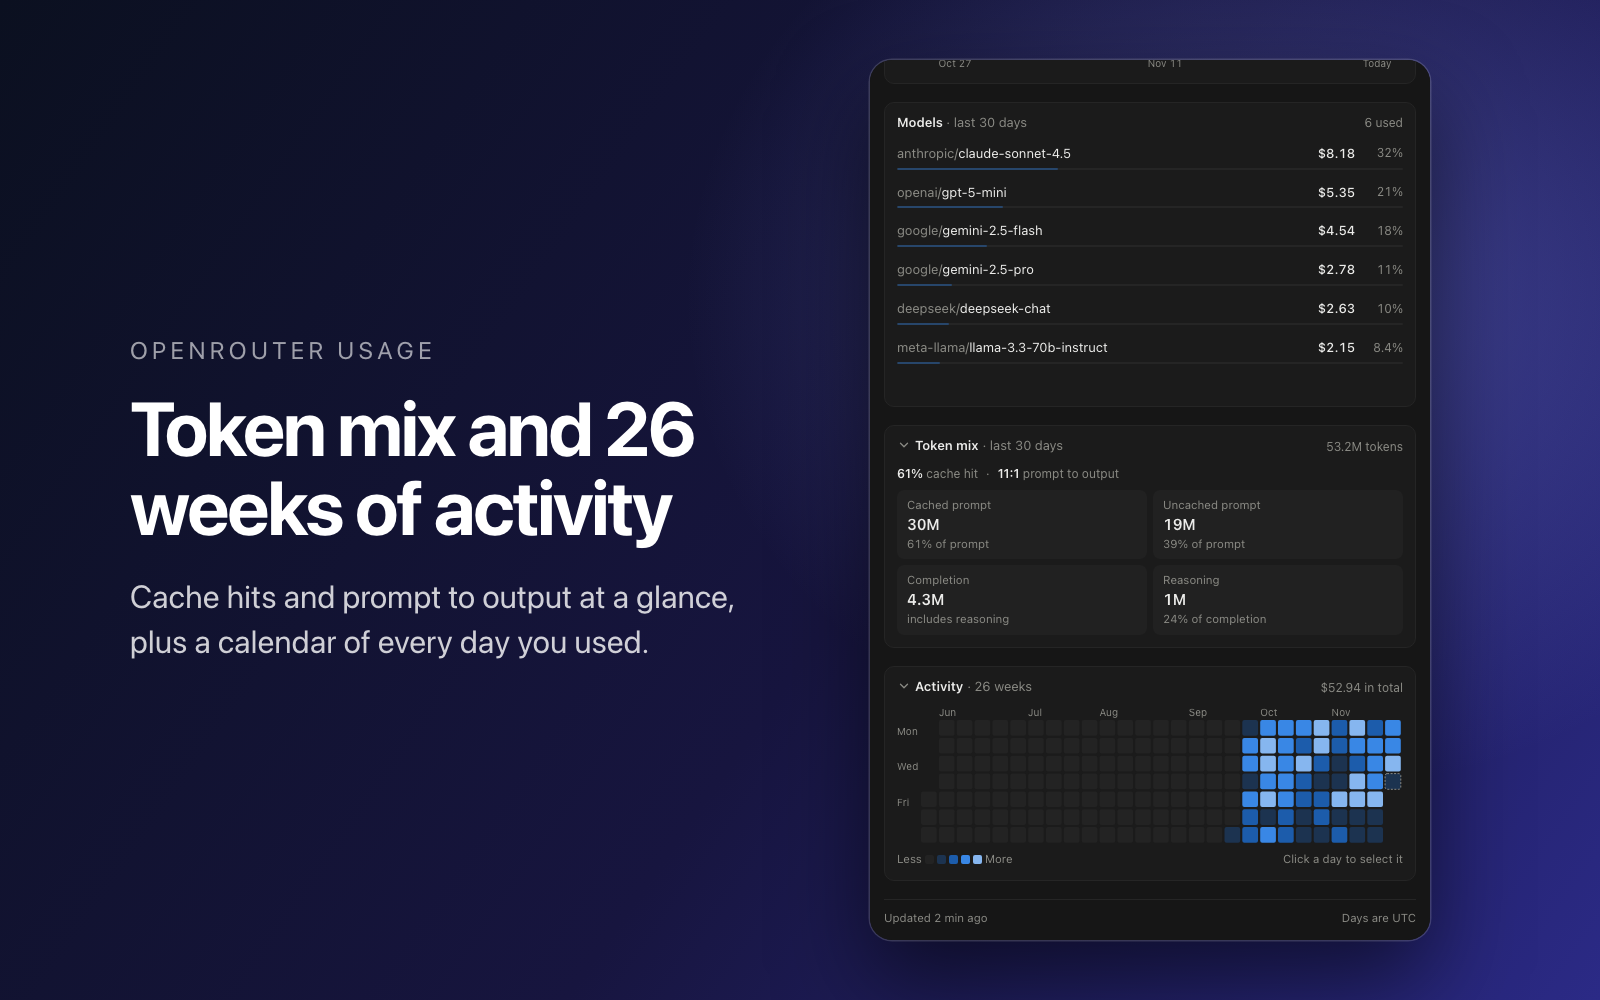 OPENROUTER USAGE
Token mix and 26
weeks of activity
Cache hits and prompt to output at a glance,
plus a calendar of every day you used.
Oct 27 Nov 11 Today
Models · last 30 days 6 used
anthropic/claude-sonnet-4.5 $8.18 32%
openai/gpt-5-mini $5.35 21%
google/gemini-2.5-flash $4.54 18%
google/gemini-2.5-pro $2.78 11%
deepseek/deepseek-chat $2.63 10%
meta-llama/llama-3.3-70b-instruct $2.15 8.4%
Token mix · last 30 days 53.2M tokens
61% cache hit · 11:1 prompt to output
Cached prompt
30M
61% of prompt
Uncached prompt
19M
39% of prompt
Completion
4.3M
includes reasoning
Reasoning
1M
24% of completion
Activity · 26 weeks $52.94 in total
Jun Jul Aug Sep Oct Nov
Mon
Wed
Fri
Less More Click a day to select it
Updated 2 min ago Days are UTC